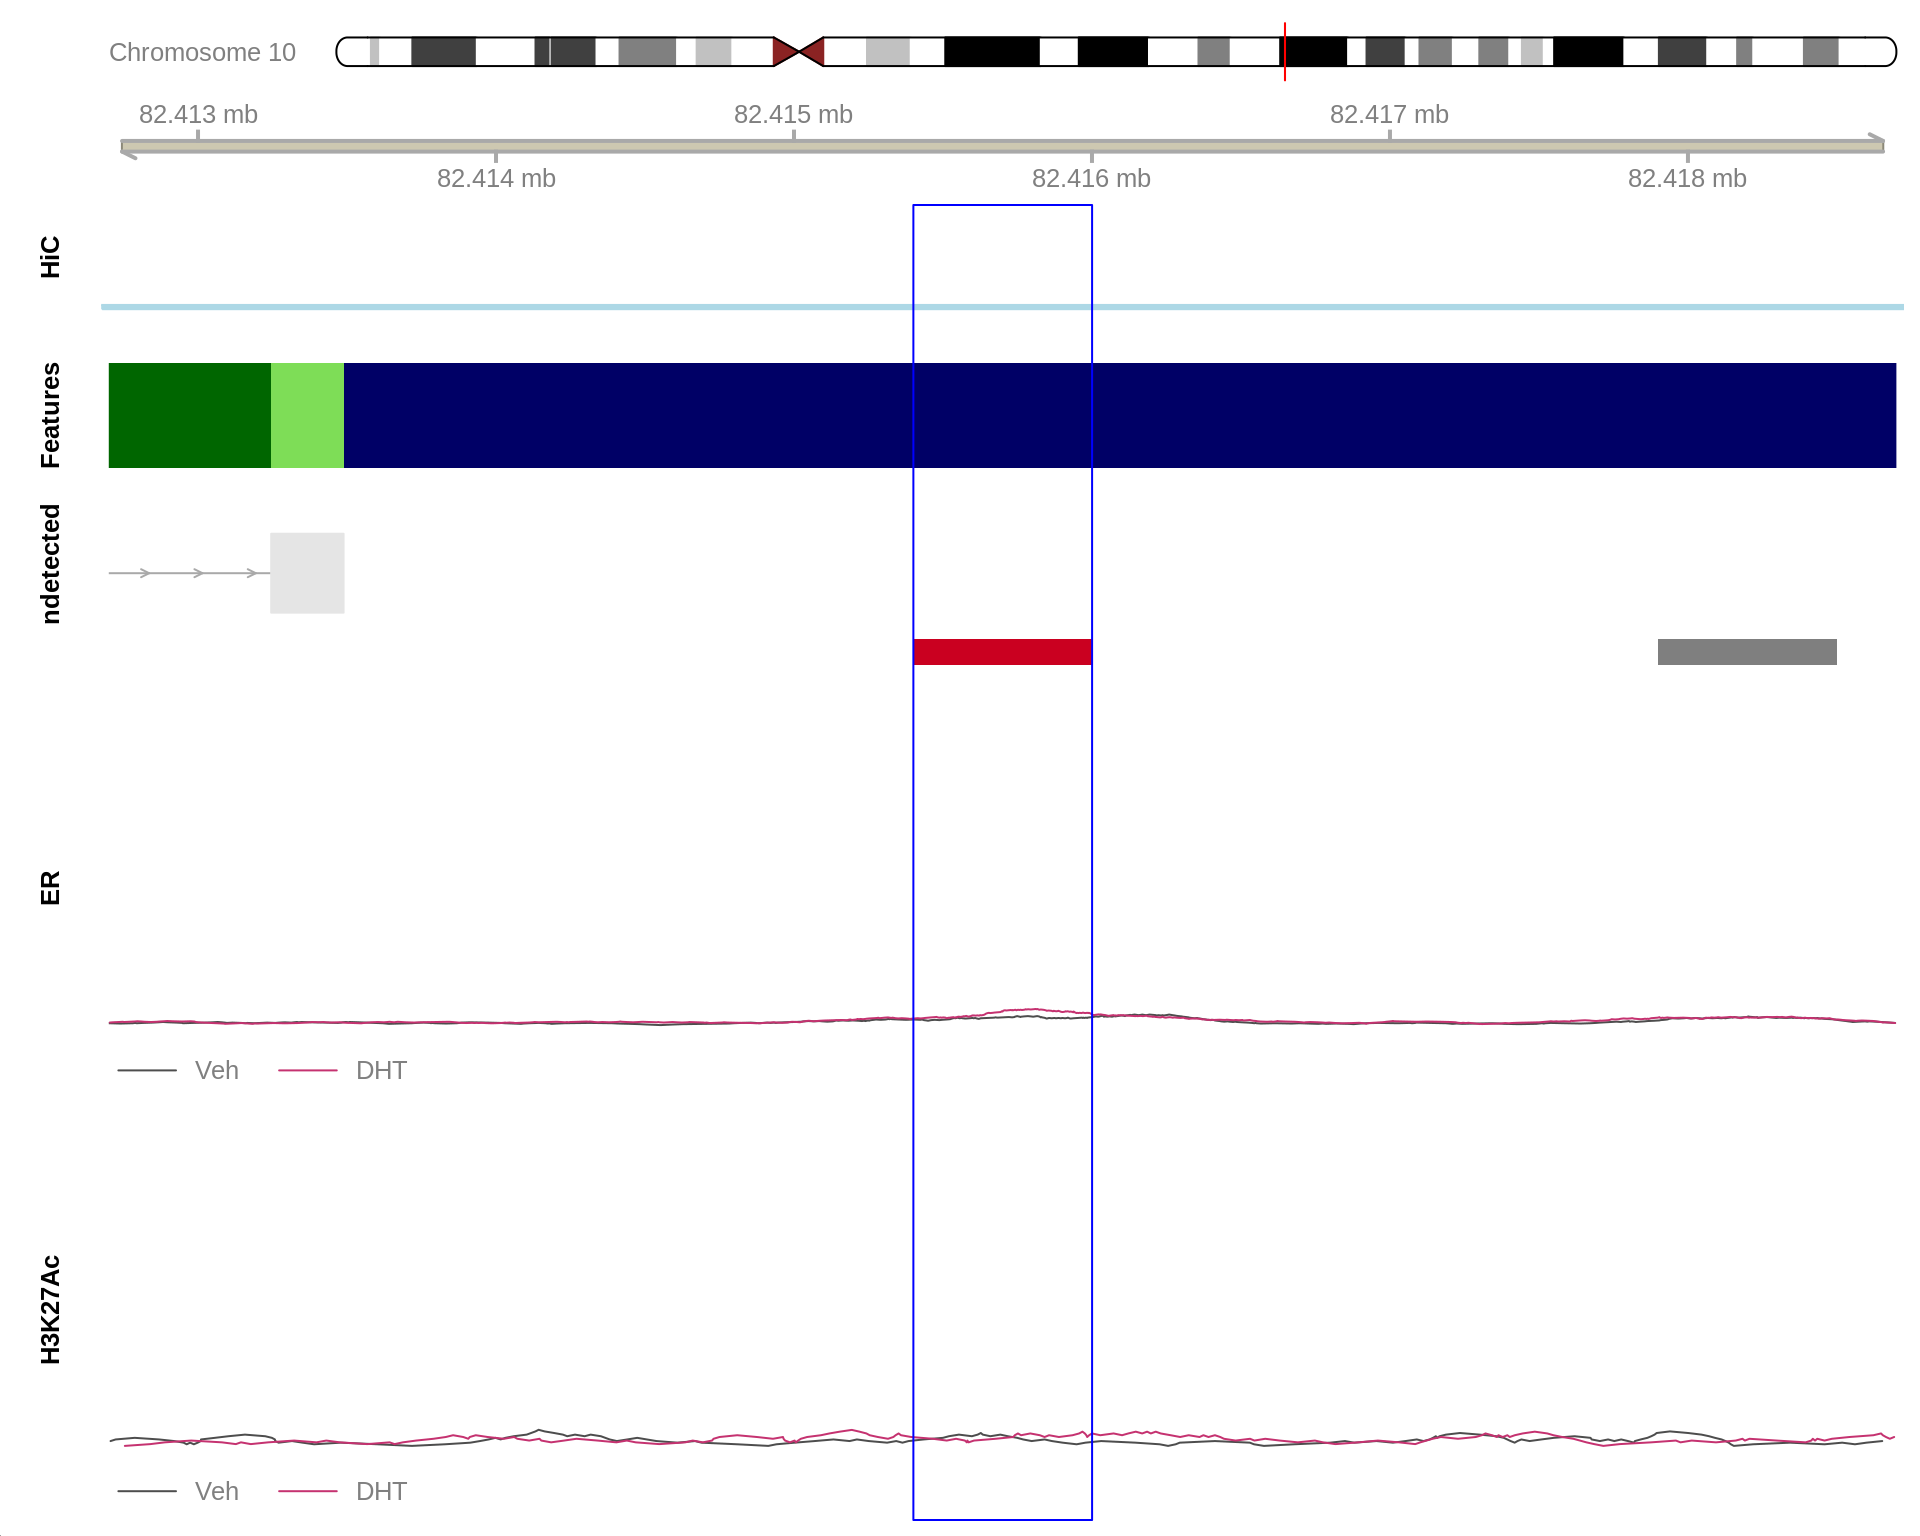 Chromosome 10
82.413 mb
82.415 mb
82.417 mb
82.414 mb
82.416 mb
82.418 mb
HiC
Features
ndetected
ER
Veh
DHT
H3K27Ac
Veh
DHT